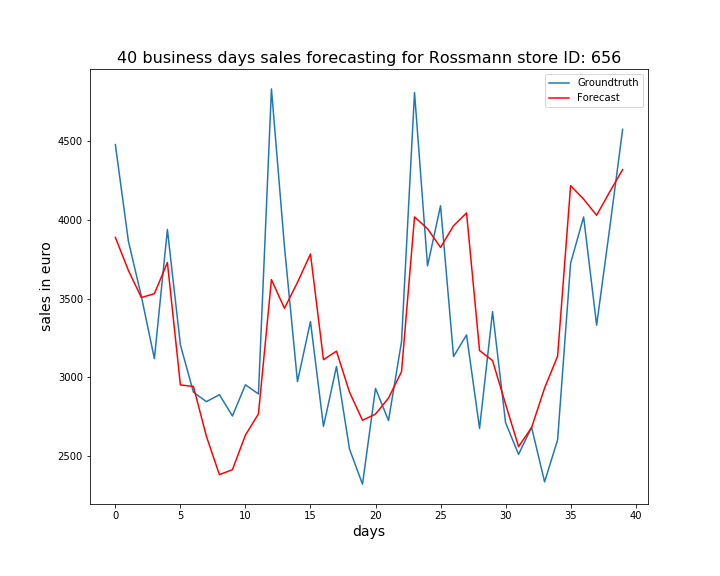 40 business days sales forecasting for Rossmann store ID: 656
Groundtruth
Forecast
sales in euro
4500
4000
3500
3000
2500
0 5 10 15 20 25 30 35 40
days